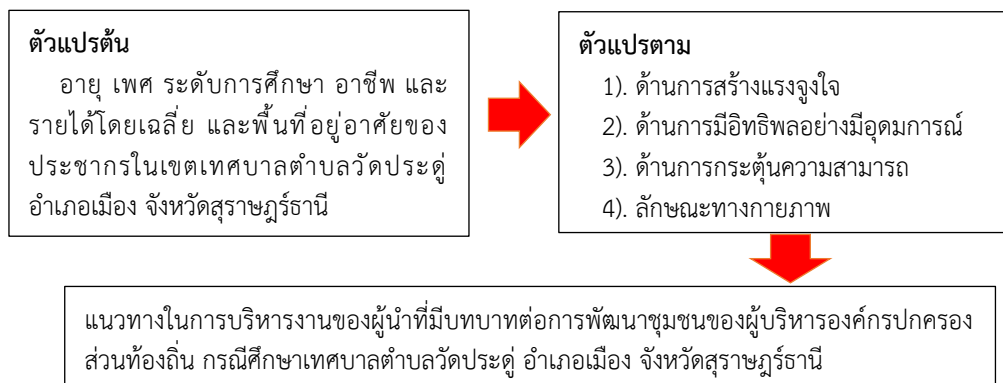 ตัวแปรต้น
อายุ เพศ ระดับการศึกษา อาชีพ และ
รายได้โดยเฉลี่ย และพื้นที่อยู่อาศัยของ
ประชากรในเขตเทศบาลตำบลวัดประดู่
อำเภอเมือง จังหวัดสุราษฎร์ธานี
ตัวแปรตาม
1). ด้านการสร้างแรงจูงใจ
2). ด้านการมีอิทธิพลอย่างมีอุดมการณ์
3). ด้านการกระตุ้นความสามารถ
4). ลักษณะทางกายภาพ
แนวทางในการบริหารงานของผู้นำที่มีบทบาทต่อการพัฒนาชุมชนของผู้บริหารองค์กรปกครอง
ส่วนท้องถิ่น กรณีศึกษาเทศบาลตำบลวัดประดู่ อำเภอเมือง จังหวัดสุราษฎร์ธานี